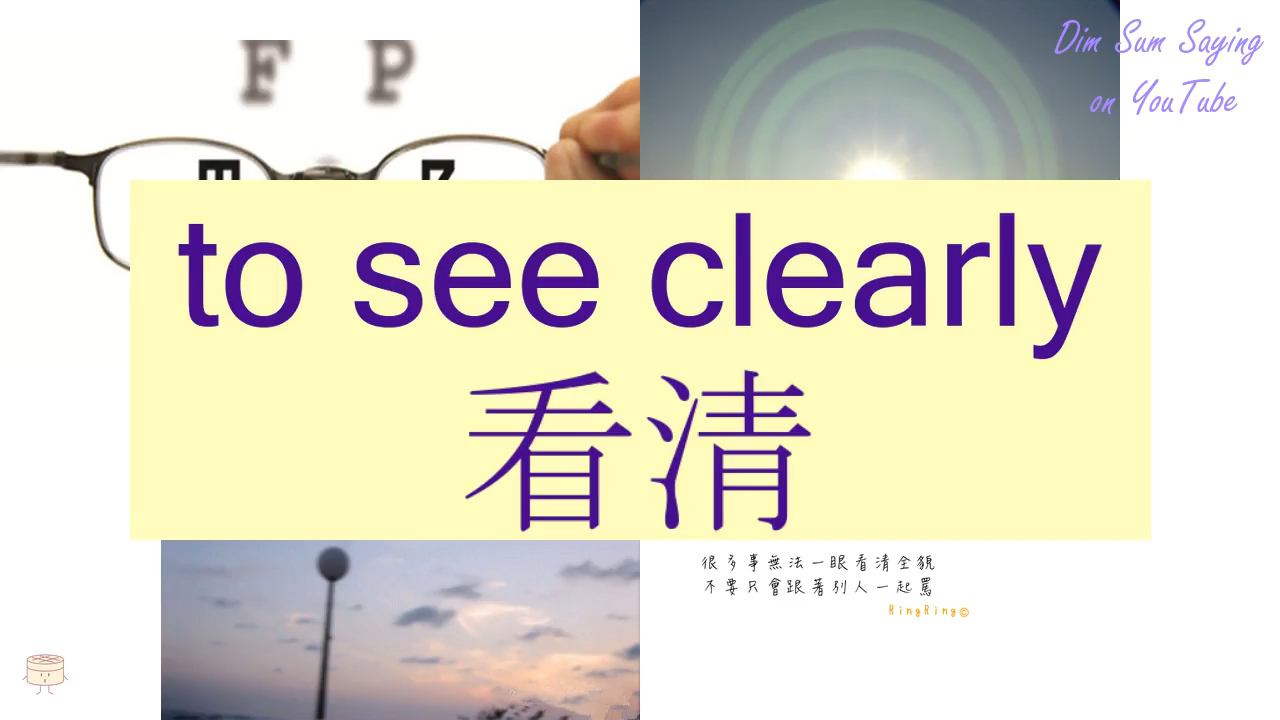 Dim Sum Saying
on YouTube
F P
E Z
to see clearly
看清
很多事無法一眼看清全貌
不要只會跟著別人一起罵
RingRing©